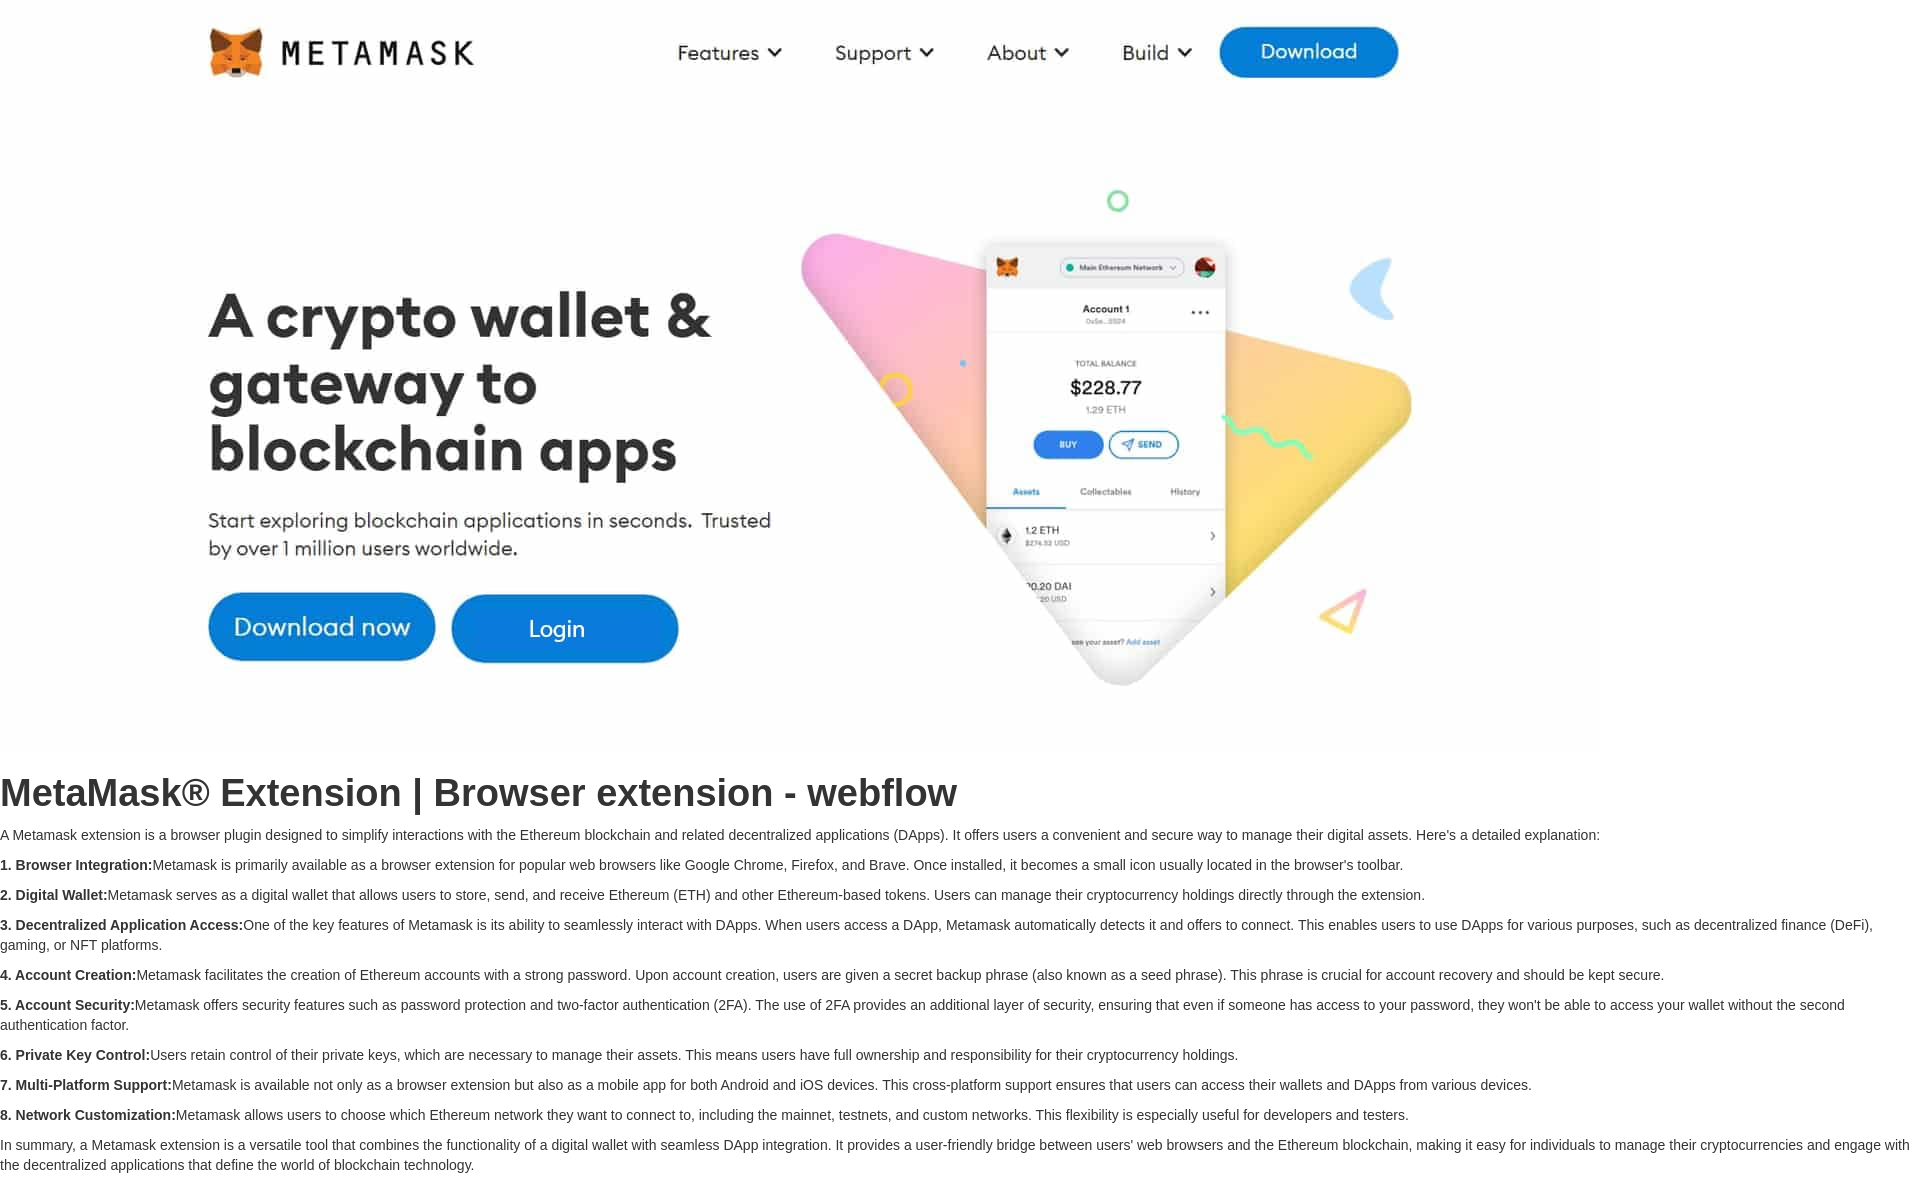 METAMASK
Features
Support
About
Build
Download
A crypto wallet &
gateway to
blockchain apps
Start exploring blockchain applications in seconds. Trusted
by over 1 million users worldwide.
Download now
Login
Main Ethereum Network
Account 1
TOTAL BALANCE
$228.77
1.29 ETH
BUY
SEND
Assets
Collectables
History
1.2 ETH
$274.93 USD
0.20 DAI
20 USD
see your asset? Add asset
MetaMask® Extension | Browser extension - webflow
A Metamask extension is a browser plugin designed to simplify interactions with the Ethereum blockchain and related decentralized applications (DApps). It offers users a convenient and secure way to manage their digital assets. Here's a detailed explanation:
1. Browser Integration:Metamask is primarily available as a browser extension for popular web browsers like Google Chrome, Firefox, and Brave. Once installed, it becomes a small icon usually located in the browser's toolbar.
2. Digital Wallet:Metamask serves as a digital wallet that allows users to store, send, and receive Ethereum (ETH) and other Ethereum-based tokens. Users can manage their cryptocurrency holdings directly through the extension.
3. Decentralized Application Access:One of the key features of Metamask is its ability to seamlessly interact with DApps. When users access a DApp, Metamask automatically detects it and offers to connect. This enables users to use DApps for various purposes, such as decentralized finance (DeFi),
gaming, or NFT platforms.
4. Account Creation:Metamask facilitates the creation of Ethereum accounts with a strong password. Upon account creation, users are given a secret backup phrase (also known as a seed phrase). This phrase is crucial for account recovery and should be kept secure.
5. Account Security:Metamask offers security features such as password protection and two-factor authentication (2FA). The use of 2FA provides an additional layer of security, ensuring that even if someone has access to your password, they won't be able to access your wallet without the second
authentication factor.
6. Private Key Control:Users retain control of their private keys, which are necessary to manage their assets. This means users have full ownership and responsibility for their cryptocurrency holdings.
7. Multi-Platform Support:Metamask is available not only as a browser extension but also as a mobile app for both Android and iOS devices. This cross-platform support ensures that users can access their wallets and DApps from various devices.
8. Network Customization:Metamask allows users to choose which Ethereum network they want to connect to, including the mainnet, testnets, and custom networks. This flexibility is especially useful for developers and testers.
In summary, a Metamask extension is a versatile tool that combines the functionality of a digital wallet with seamless DApp integration. It provides a user-friendly bridge between users' web browsers and the Ethereum blockchain, making it easy for individuals to manage their cryptocurrencies and engage with
the decentralized applications that define the world of blockchain technology.